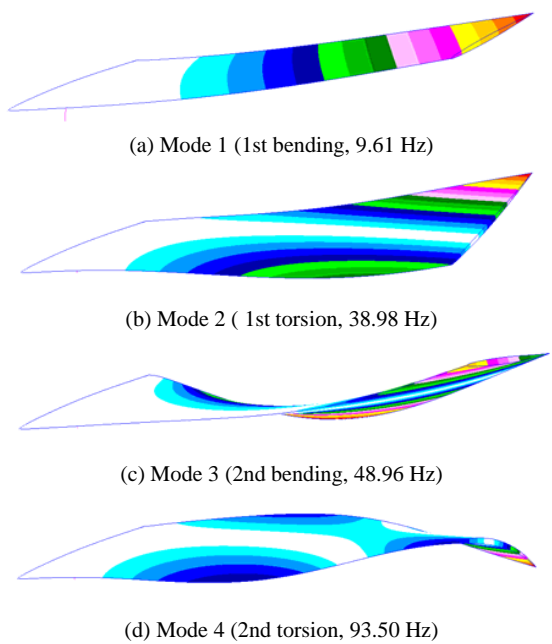 (a) Mode 1 (1st bending, 9.61 Hz)
(b) Mode 2 ( 1st torsion, 38.98 Hz)
(c) Mode 3 (2nd bending, 48.96 Hz)
(d) Mode 4 (2nd torsion, 93.50 Hz)